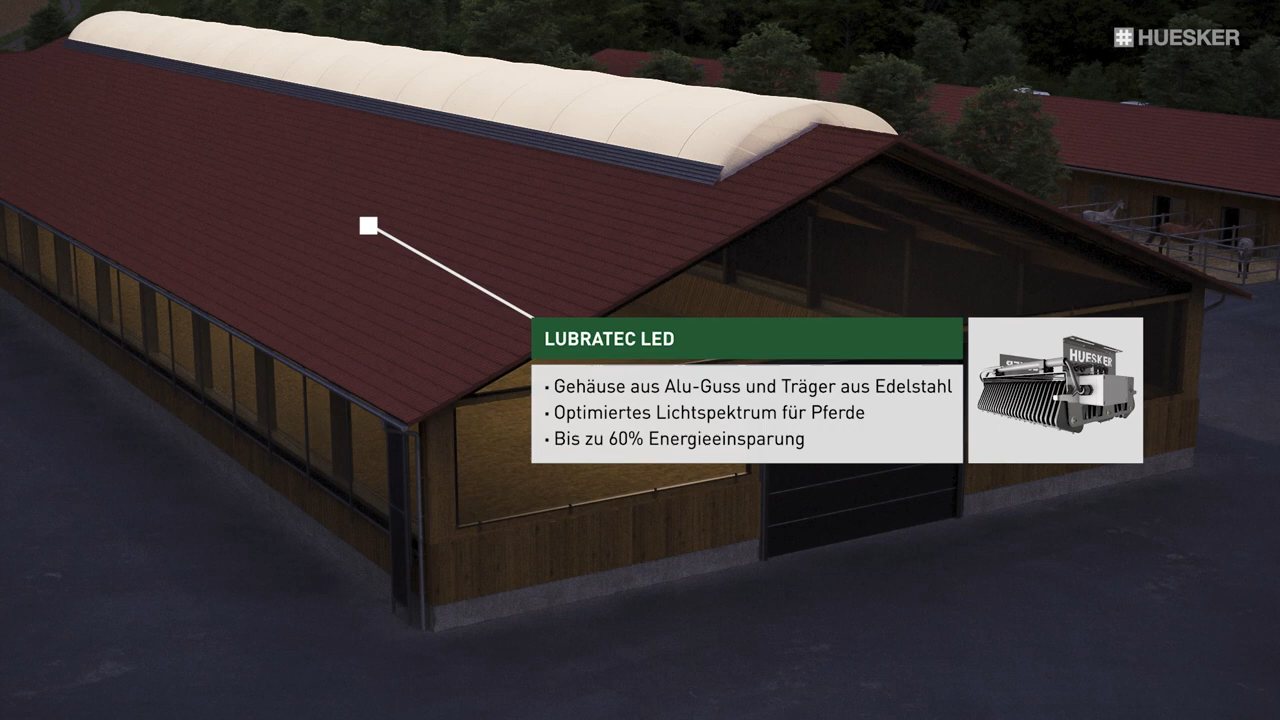 HUESKER
LUBRATEC LED
· Gehäuse aus Alu-Guss und Träger aus Edelstahl
· Optimiertes Lichtspektrum für Pferde
· Bis zu 60% Energieeinsparung
HUESKER